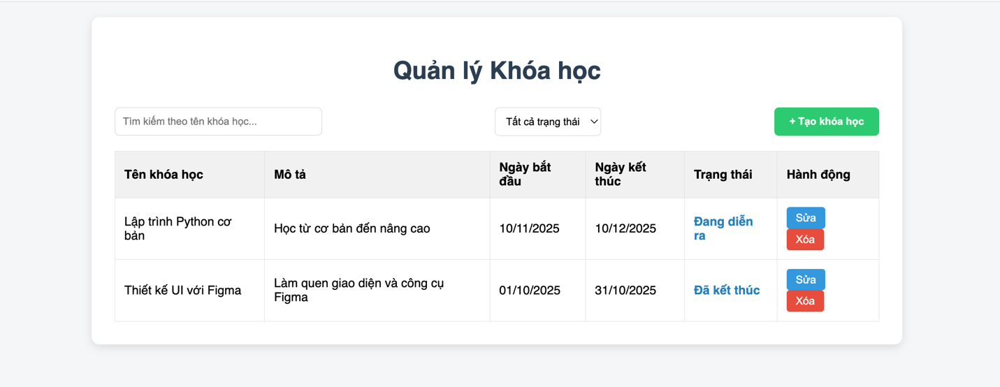 Quản lý Khóa học
Tìm kiếm theo tên khóa học...
Tất cả trạng thái
+ Tạo khóa học
Tên khóa học
Mô tả
Ngày bắt
đầu
Ngày kết
thúc
Trạng thái
Hành động
Lập trình Python cơ
bản
Học từ cơ bản đến nâng cao
10/11/2025
10/12/2025
Đang diễn
ra
Sửa
Xóa
Thiết kế UI với Figma
Làm quen giao diện và công cụ
Figma
01/10/2025
31/10/2025
Đã kết thúc
Sửa
Xóa